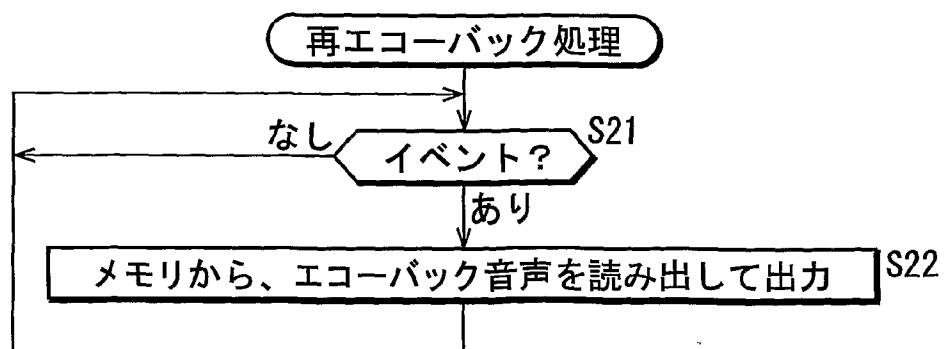 再エコーバック処理
なし
イベント？
S21
あり
メモリから、エコーバック音声を読み出して出力
S22